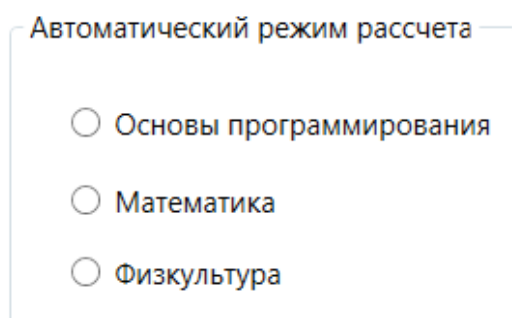 Автоматический режим рассчета
Основы программирования
Математика
Физкультура